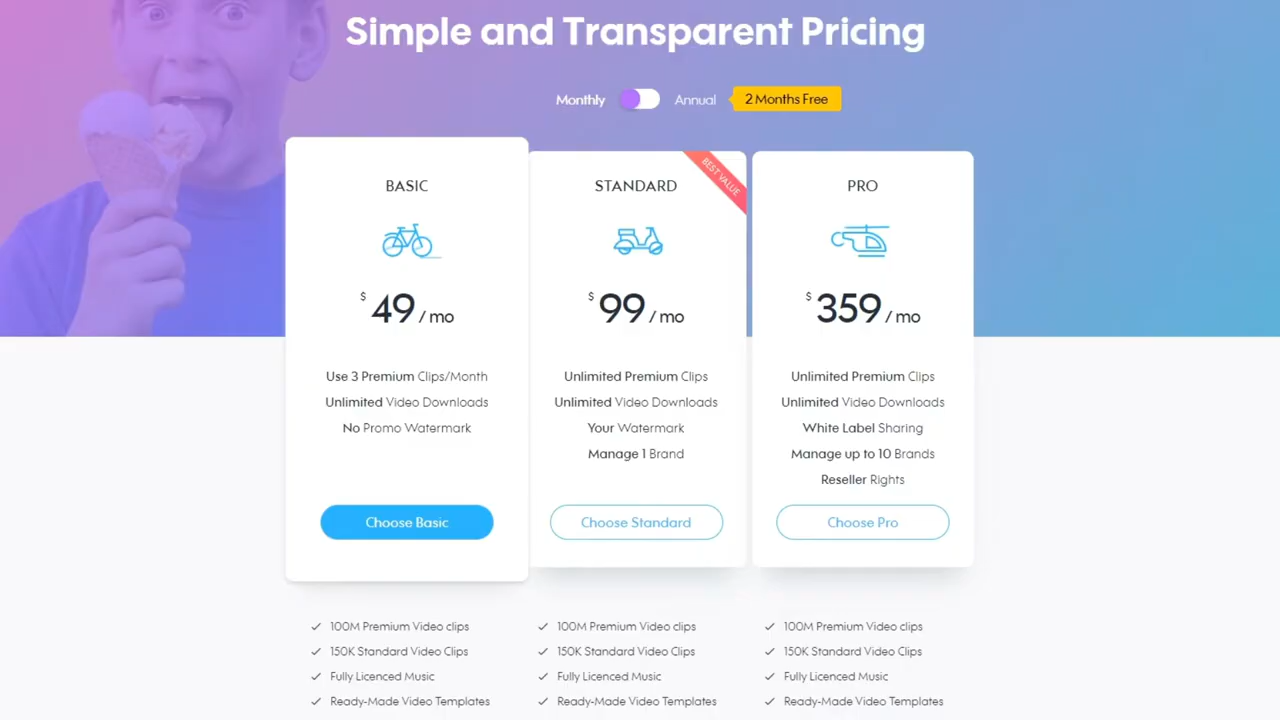 Simple and Transparent Pricing
Monthly Annual 2 Months Free
BASIC
$ 49 / mo
Use 3 Premium Clips/Month
Unlimited Video Downloads
No Promo Watermark
Choose Basic
100M Premium Video clips
150K Standard Video Clips
Fully Licenced Music
Ready-Made Video Templates
STANDARD
BEST VALUE
$ 99 / mo
Unlimited Premium Clips
Unlimited Video Downloads
Your Watermark
Manage 1 Brand
Choose Standard
100M Premium Video clips
150K Standard Video Clips
Fully Licenced Music
Ready-Made Video Templates
PRO
$ 359 / mo
Unlimited Premium Clips
Unlimited Video Downloads
White Label Sharing
Manage up to 10 Brands
Reseller Rights
Choose Pro
100M Premium Video clips
150K Standard Video Clips
Fully Licenced Music
Ready-Made Video Templates